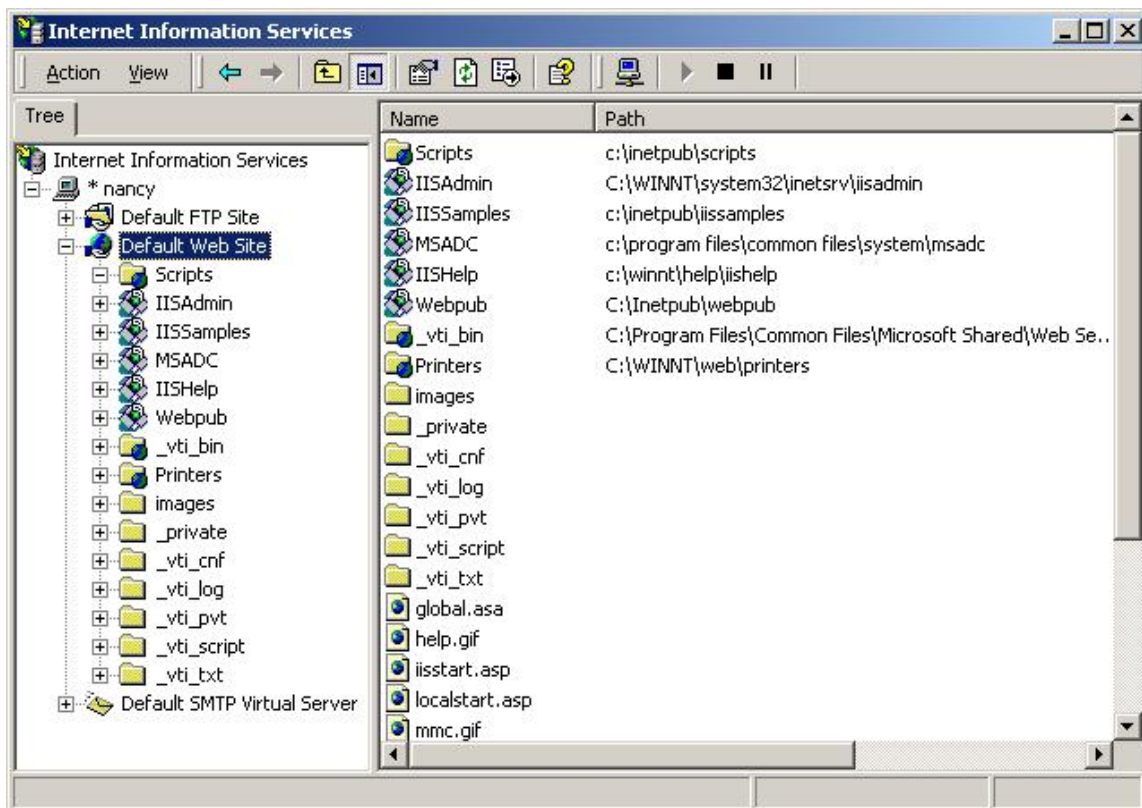 Internet Information Services
Action View
Tree
Internet Information Services
* nancy
Default FTP Site
Default Web Site
Scripts
IISAdmin
IISSamples
MSADC
IISHelp
Webpub
_vti_bin
Printers
images
_private
_vti_cnf
_vti_log
_vti_pvt
_vti_script
_vti_txt
Default SMTP Virtual Server
Name Path
Scripts c:\inetpub\scripts
IISAdmin C:\WINNT\system32\inetsrv\iisadmin
IISSamples c:\inetpub\iissamples
MSADC c:\program files\common files\system\msadc
IISHelp c:\winnt\help\iishelp
Webpub C:\Inetpub\webpub
_vti_bin C:\Program Files\Common Files\Microsoft Shared\Web Se..
Printers C:\WINNT\web\printers
images
_private
_vti_cnf
_vti_log
_vti_pvt
_vti_script
_vti_txt
global.asa
help.gif
iisstart.asp
localstart.asp
mmc.gif